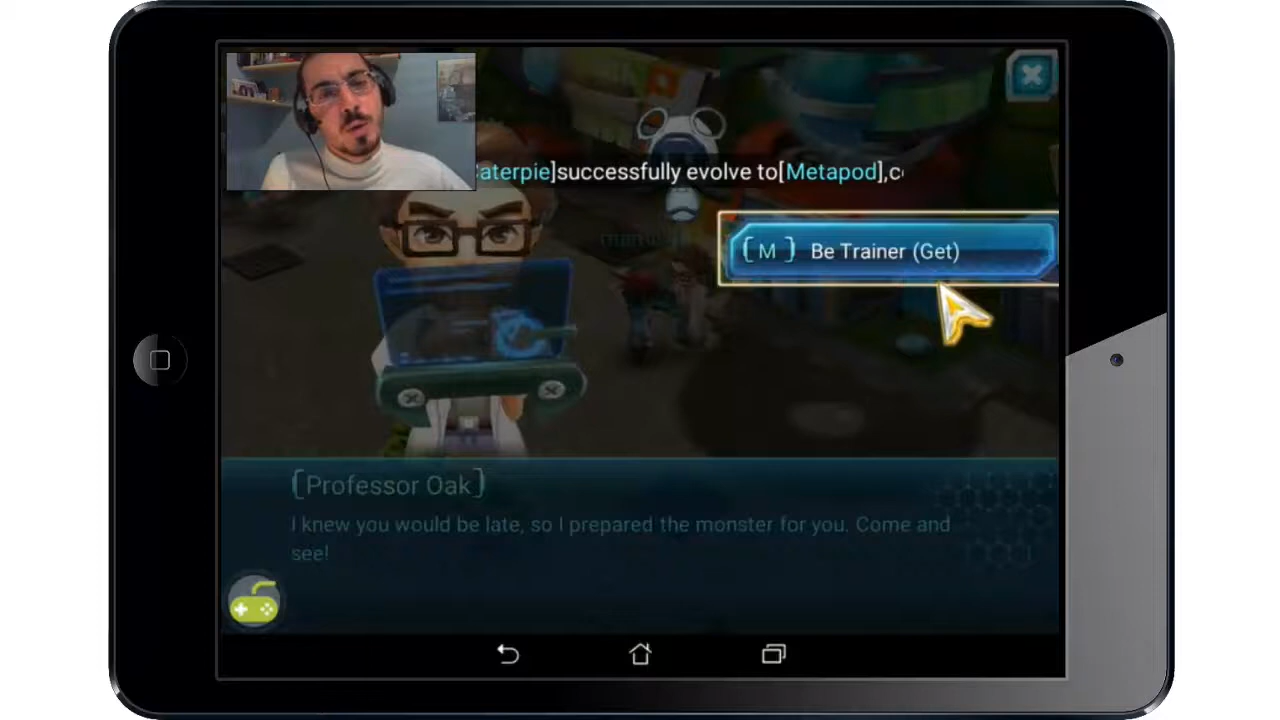 aterpie]successfully evolve to[Metapod],c
{ M } Be Trainer (Get)
{Professor Oak}
I knew you would be late, so I prepared the monster for you. Come and
see!